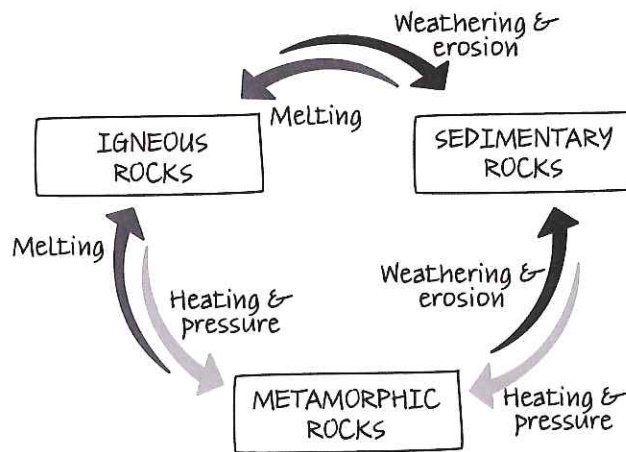 Weathering &
erosion
Melting
IGNEOUS
ROCKS
SEDIMENTARY
ROCKS
Melting
Heating &
pressure
Weathering &
erosion
METAMORPHIC
ROCKS
Heating &
pressure